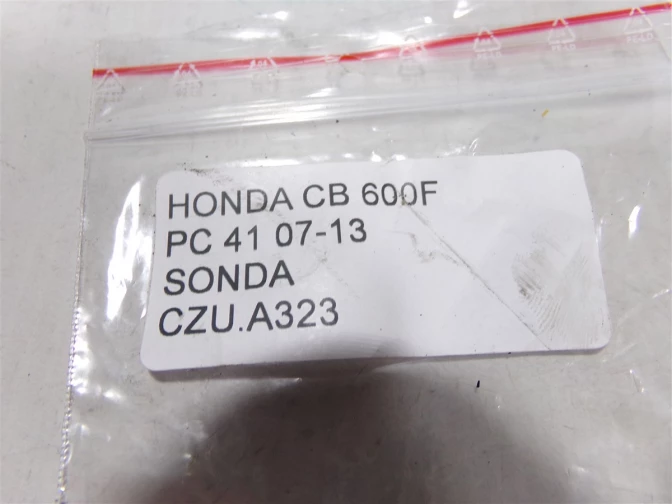 HONDA CB 600F
PC 41 07-13
SONDA
CZU.A323